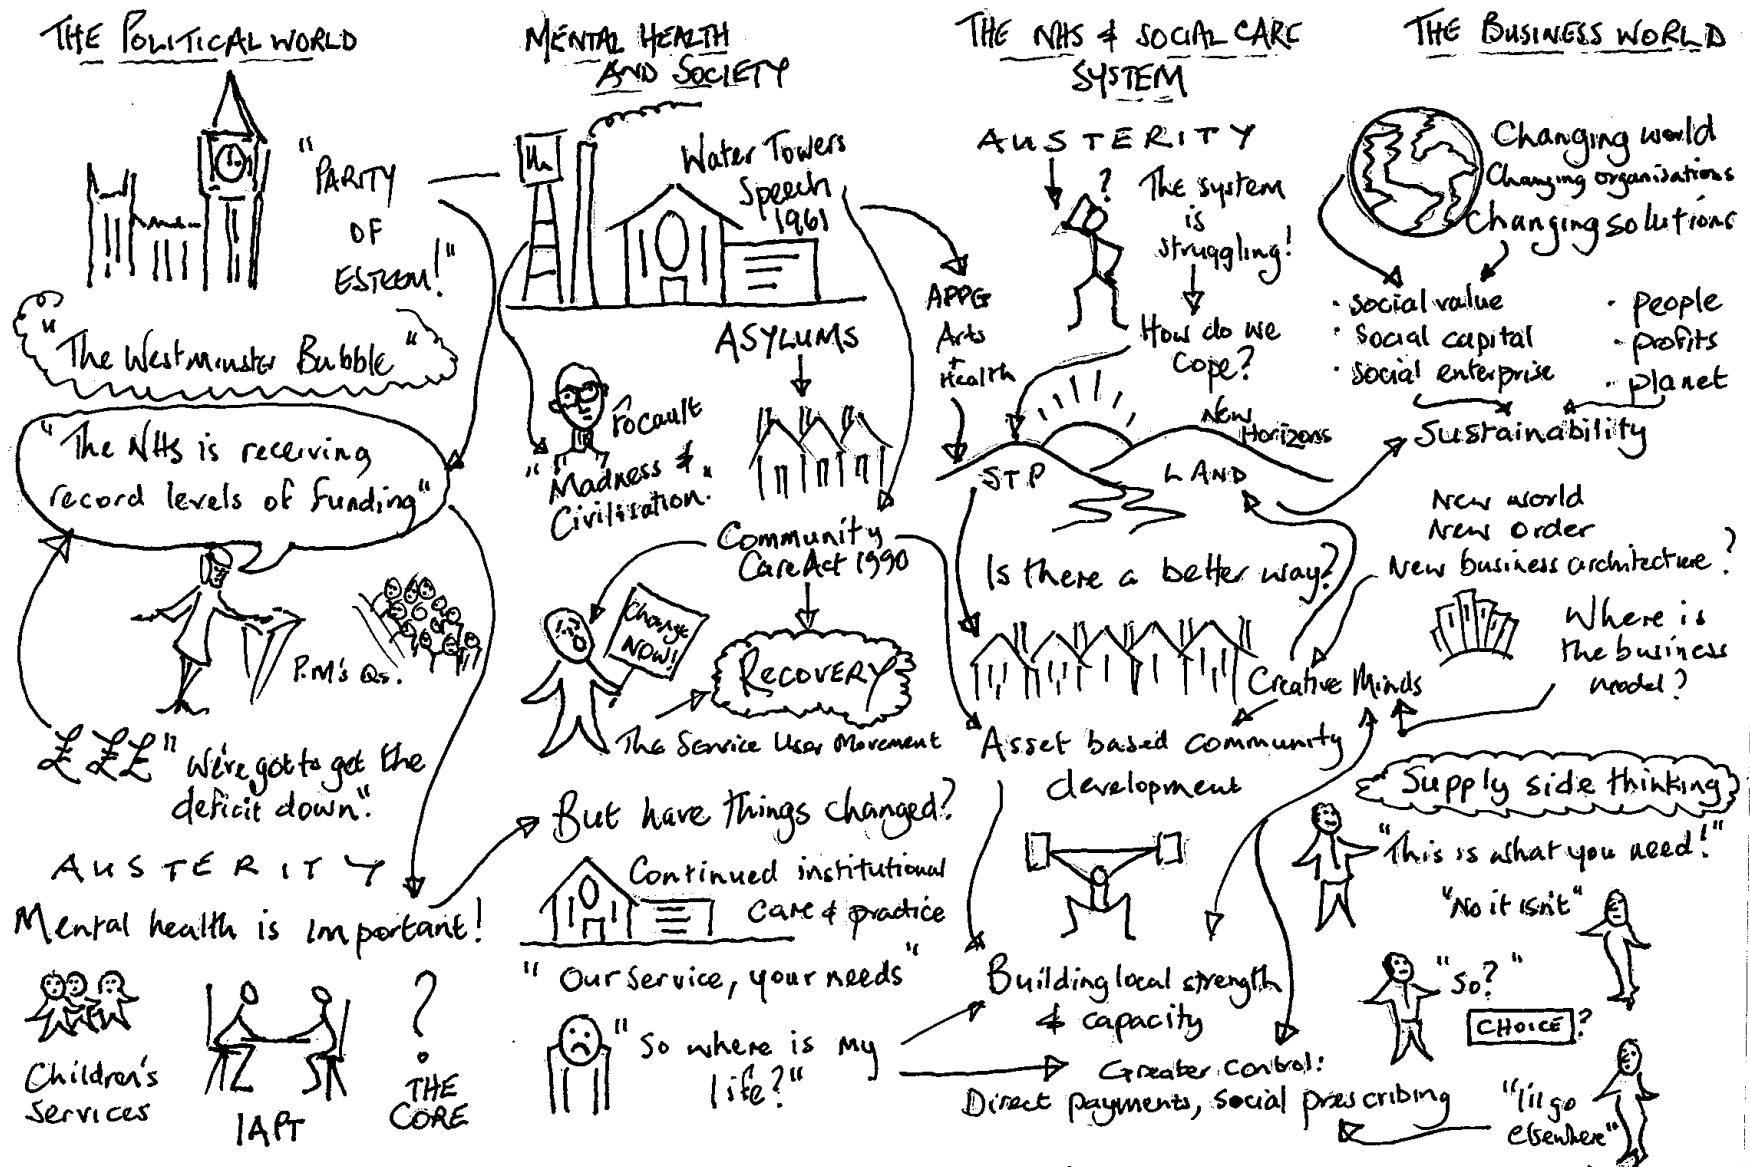 THE POLITICAL WORLD
"PARITY
OF
ESTEEM!"
"The Westminster Bubble"
"The NHS is receiving
record levels of funding"
P.M's Qs.
£££ "We're got to get the
deficit down".
AUSTERITY
Mental health is important!
Children's
Services
IAPT
?
THE
CORE
MENTAL HEALTH
AND SOCIETY
Water Towers
Speech
1961
ASYLUMS
Focault
"Madness &
Civilisation."
Community
Care Act 1990
Change
NOW!
RECOVERY
The Service User Movement
But have things changed?
Continued institutional
care & practice
"Our service, your needs"
"So where is my
life?"
THE NHS & SOCIAL CARE
SYSTEM
AUSTERITY
?
The system
is
struggling!
How do we
cope?
APPG
Arts
+
Health
New
Horizons
STP LAND
Is there a better way?
Creative Minds
Asset based community
development
Building local strength
& capacity
Greater control:
Direct payments, social prescribing
THE BUSINESS WORLD
Changing world
Changing organisations
Changing solutions
· social value
· Social capital
· Social enterprise
· people
· profits
· planet
Sustainability
New world
New order
New business architecture?
Where is
the business
model?
Supply side thinking
"This is what you need!"
"No it isn't"
"So?"
CHOICE?
"I'll go
elsewhere"